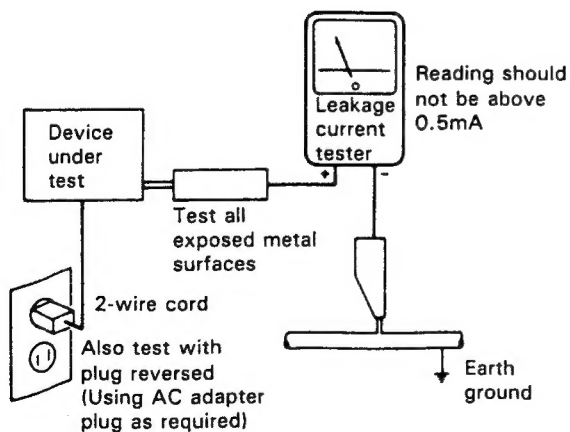 Device
under
test
Leakage
current
tester
+
-
Reading should
not be above
0.5mA
Test all
exposed metal
surfaces
2-wire cord
Also test with
plug reversed
(Using AC adapter
plug as required)
Earth
ground